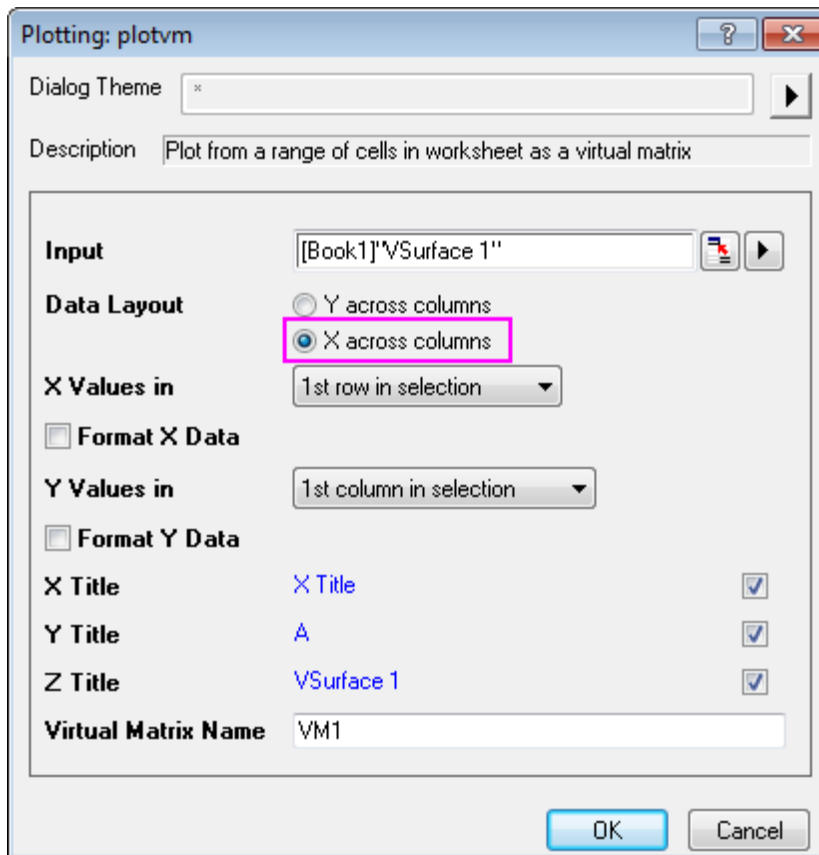 Plotting: plotvm
Dialog Theme *
Description Plot from a range of cells in worksheet as a virtual matrix
Input [Book1]"VSurface 1"
Data Layout Y across columns
X across columns
X Values in 1st row in selection
Format X Data
Y Values in 1st column in selection
Format Y Data
X Title X Title
Y Title A
Z Title VSurface 1
Virtual Matrix Name VM1
OK Cancel